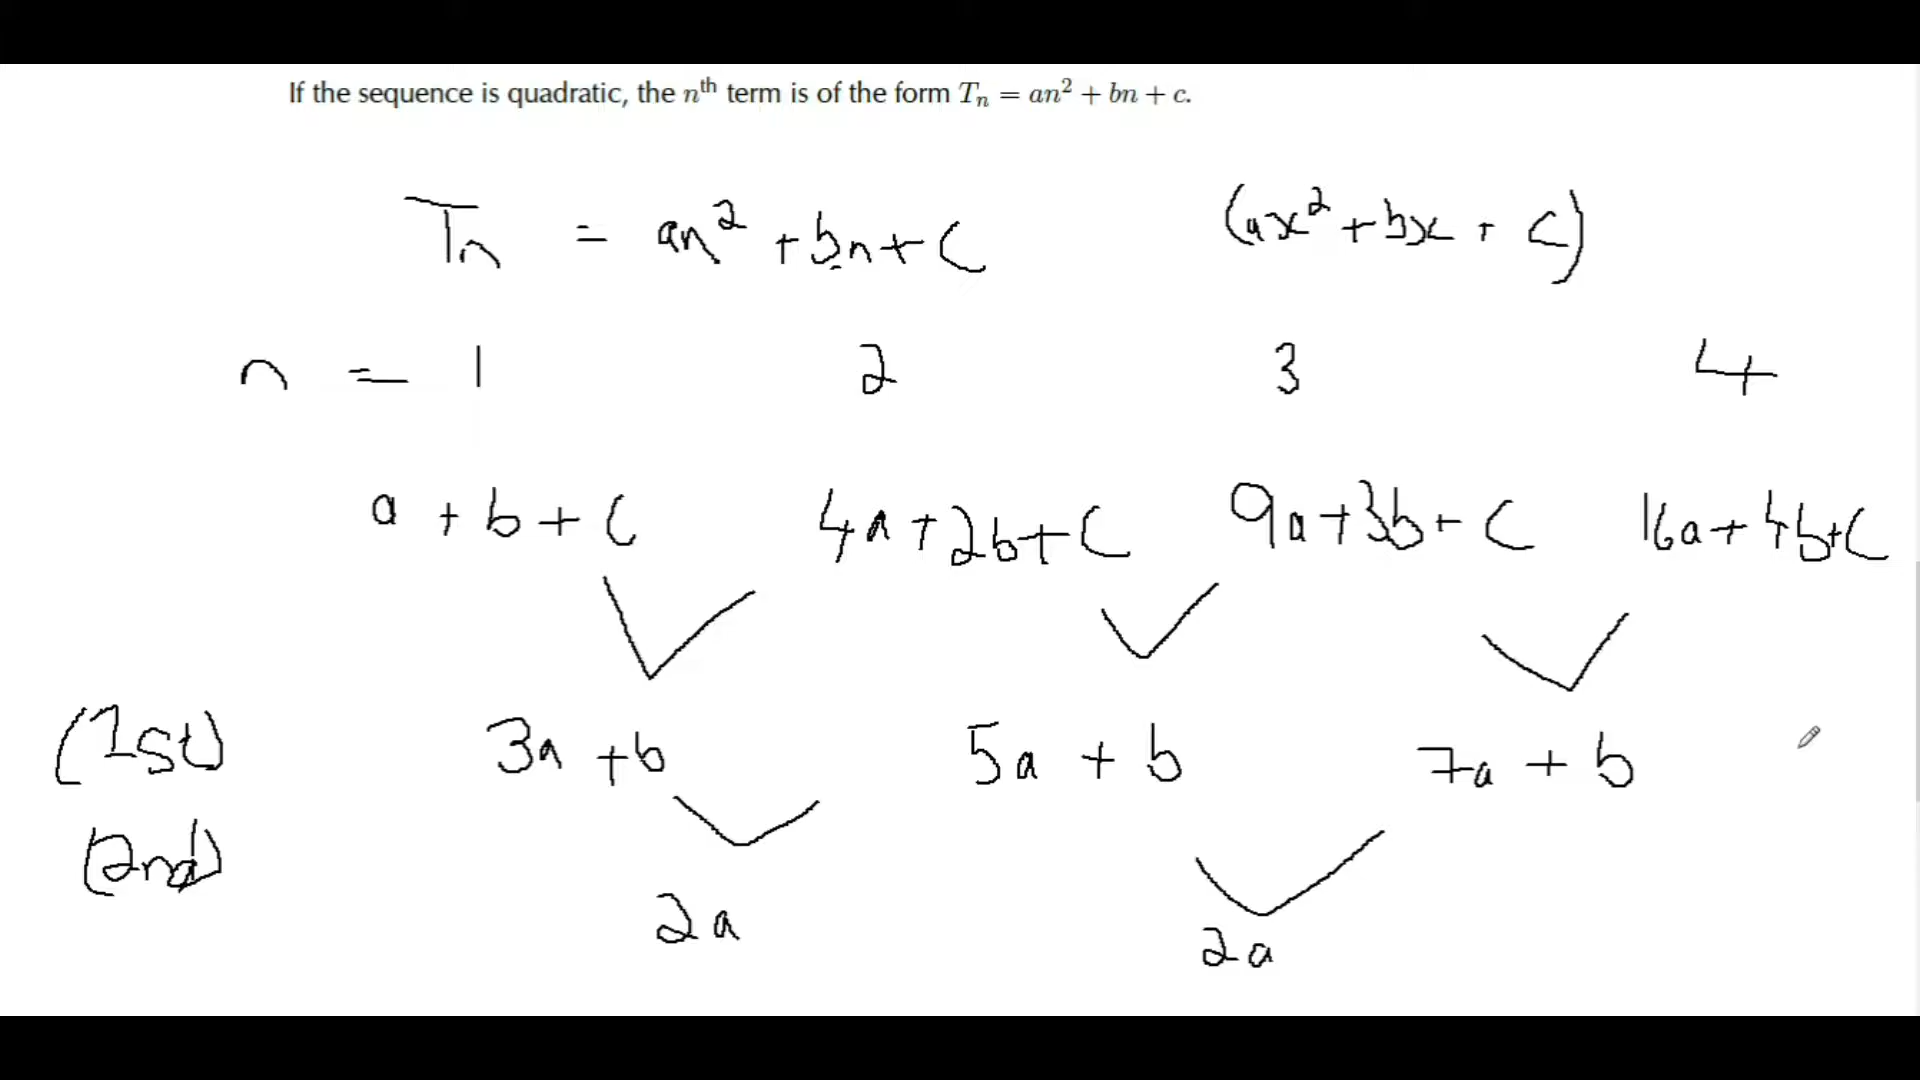 If the sequence is quadratic, the nᵗʰ term is of the form Tₙ = an² + bn + c.
Tₙ = an² + bn + c (ax² + bx + c)
n = 1 2 3 4
a + b + c 4a + 2b + c 9a + 3b + c 16a + 4b + c
(1st) 3a + b 5a + b 7a + b
(2nd) 2a 2a